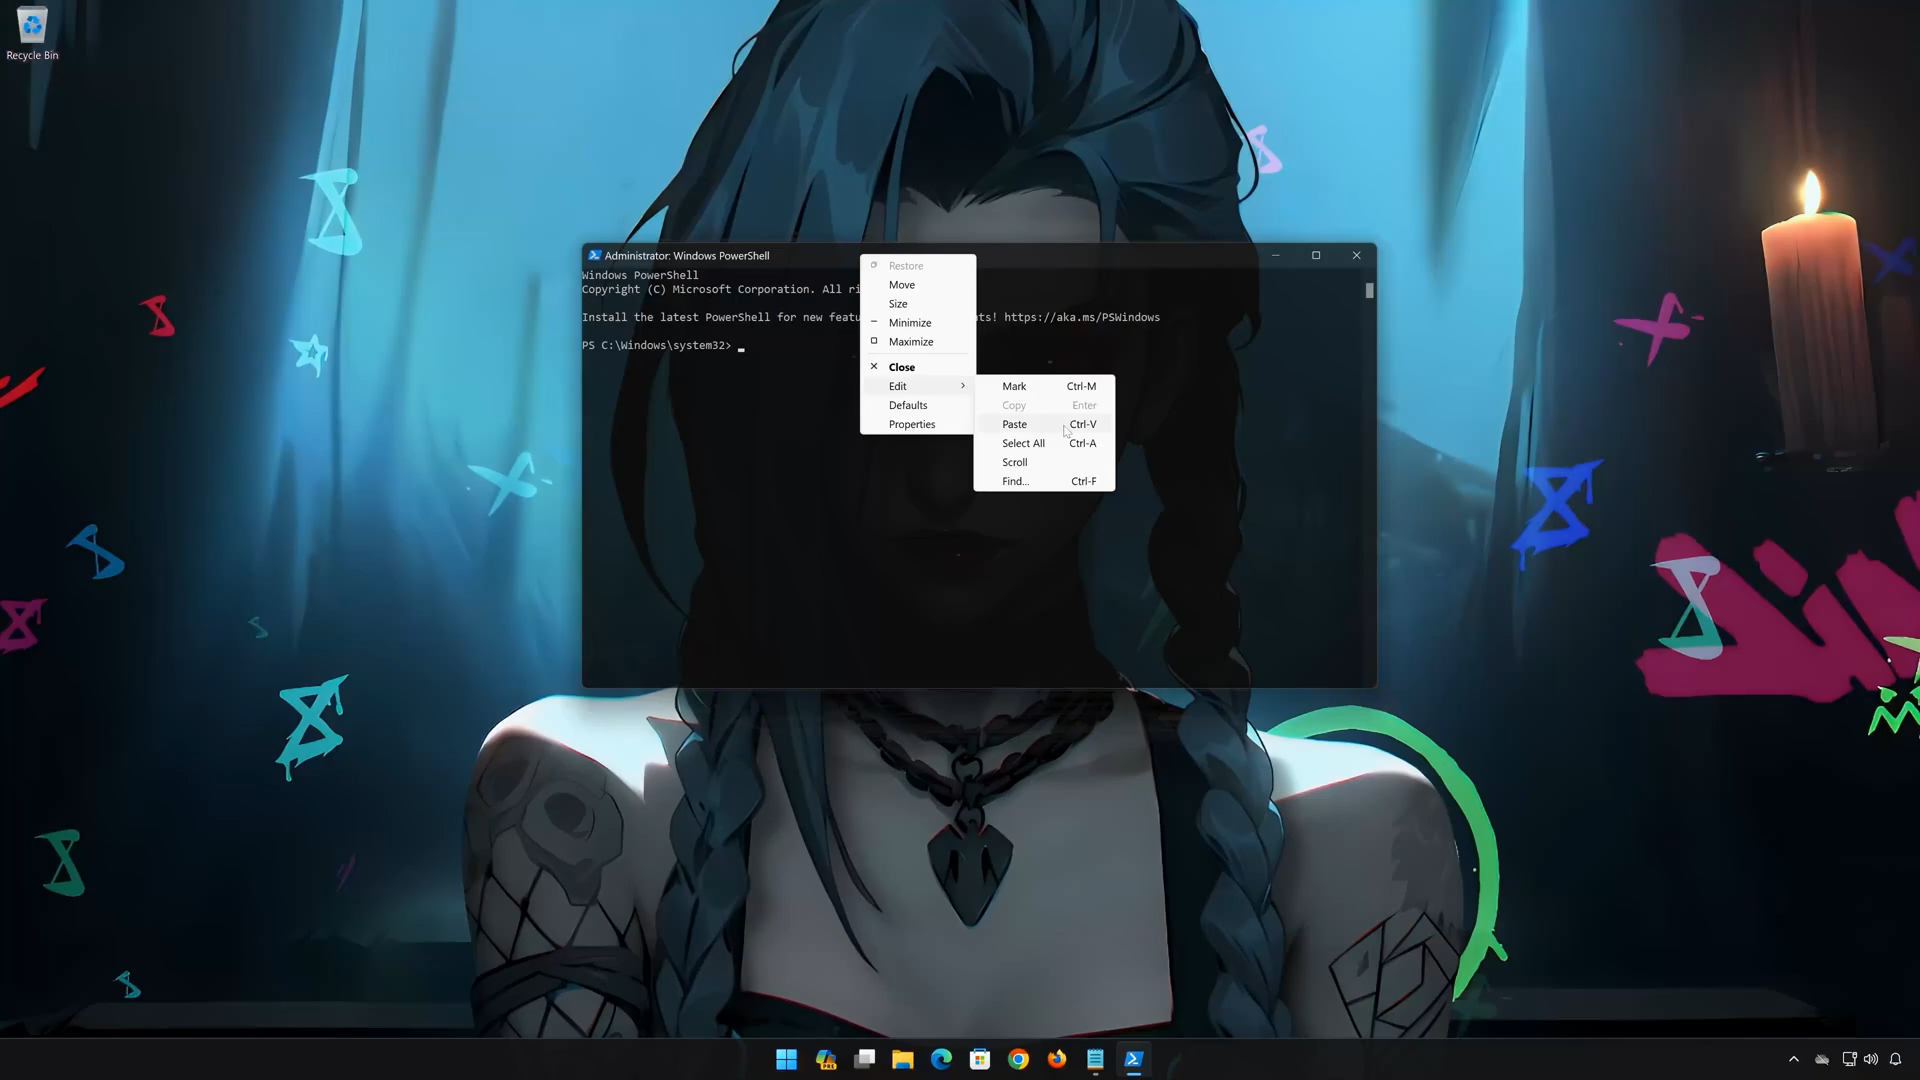 Recycle Bin
Administrator: Windows PowerShell
Windows PowerShell
Copyright (C) Microsoft Corporation. All ri
Install the latest PowerShell for new featu
nts! https://aka.ms/PSWindows
PS C:\Windows\system32>
Restore
Move
Size
Minimize
Maximize
Close
Edit
Defaults
Properties
Mark Ctrl-M
Copy Enter
Paste Ctrl-V
Select All Ctrl-A
Scroll
Find... Ctrl-F
PRE